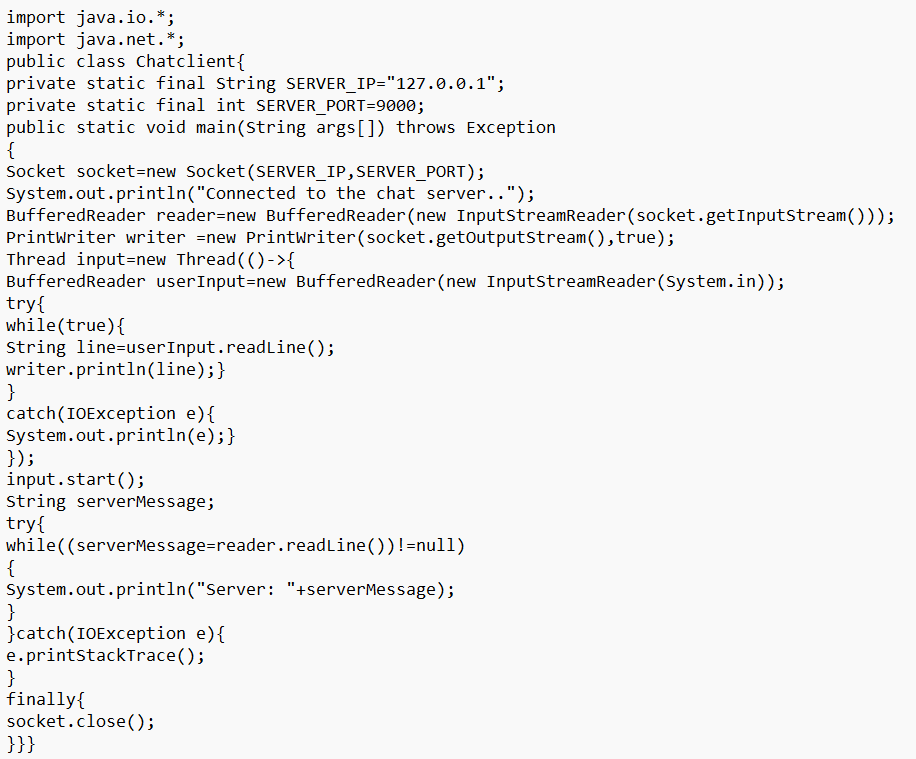 import java.io.*;
import java.net.*;
public class Chatclient{
private static final String SERVER_IP="127.0.0.1";
private static final int SERVER_PORT=9000;
public static void main(String args[]) throws Exception
{
Socket socket=new Socket(SERVER_IP,SERVER_PORT);
System.out.println("Connected to the chat server..");
BufferedReader reader=new BufferedReader(new InputStreamReader(socket.getInputStream()));
PrintWriter writer =new PrintWriter(socket.getOutputStream(),true);
Thread input=new Thread(()->{
BufferedReader userInput=new BufferedReader(new InputStreamReader(System.in));
try{
while(true){
String line=userInput.readLine();
writer.println(line);}
}
catch(IOException e){
System.out.println(e);}
});
input.start();
String serverMessage;
try{
while((serverMessage=reader.readLine())!=null)
{
System.out.println("Server: "+serverMessage);
}
}catch(IOException e){
e.printStackTrace();
}
finally{
socket.close();
}}}